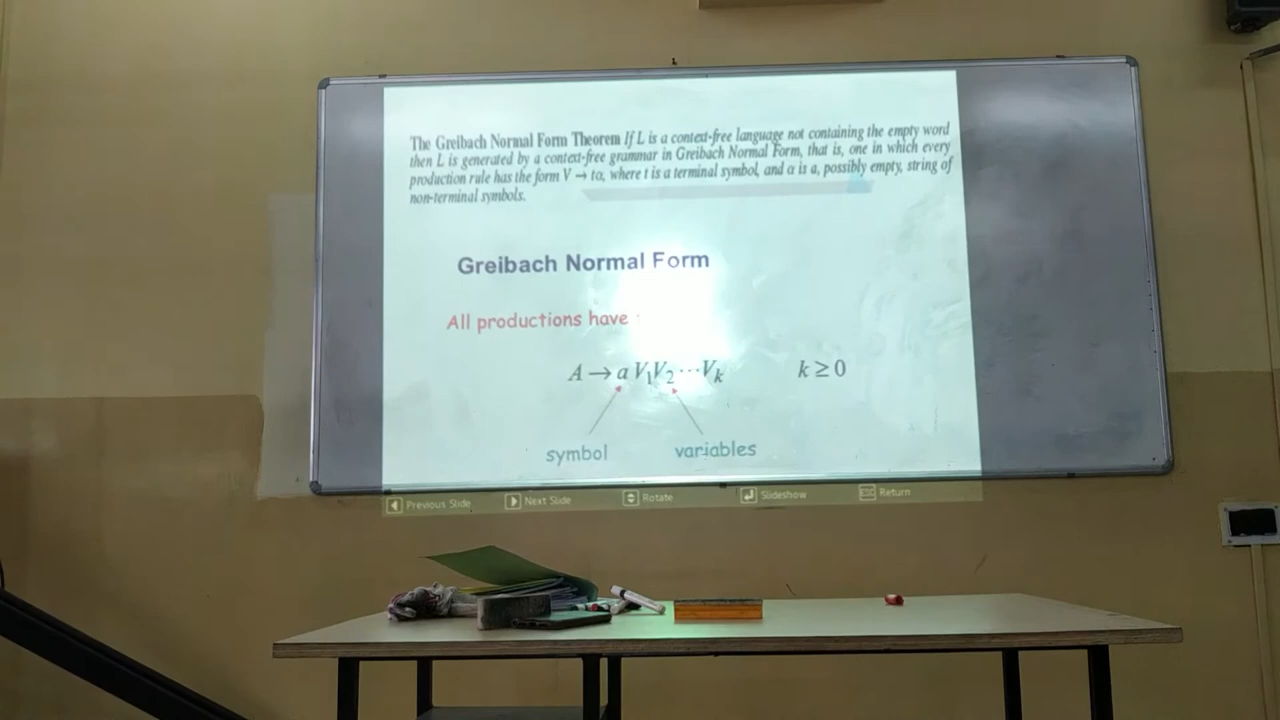 The Greibach Normal Form Theorem If L is a context-free language not containing the empty word
then L is generated by a context-free grammar in Greibach Normal Form, that is, one in which every
production rule has the form V → tα, where t is a terminal symbol, and α is a, possibly empty, string of
non-terminal symbols.
Greibach Normal Form
All productions have
A → a V₁V₂ ⋯ Vₖ k ≥ 0
symbol variables
Previous Slide Next Slide Rotate Slideshow ESC Return